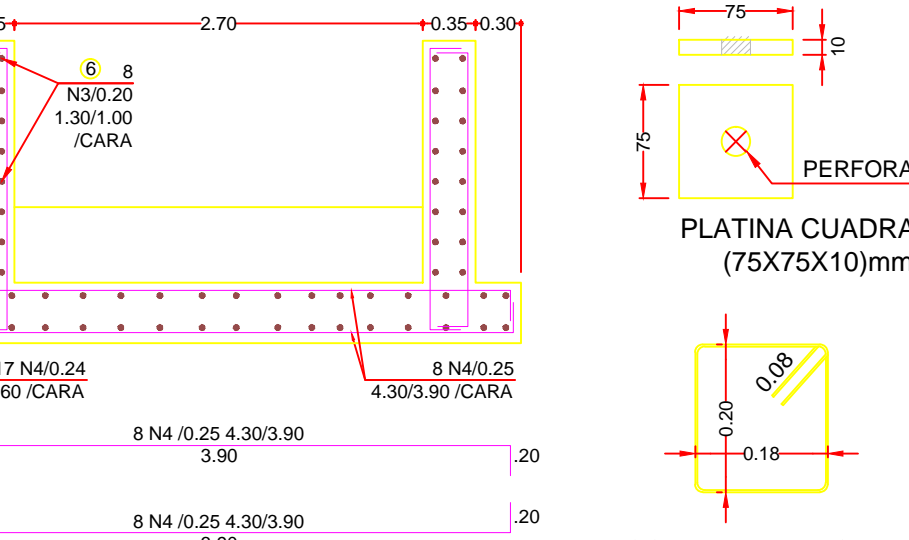 5
2.70
0.35
0.30
6 8
N3/0.20
1.30/1.00
/CARA
17 N4/0.24
60 /CARA
8 N4/0.25
4.30/3.90 /CARA
8 N4 /0.25 4.30/3.90
3.90
.20
8 N4 /0.25 4.30/3.90
.20
75
10
75
PERFORA
PLATINA CUADRA
(75X75X10)mm
0.08
0.20
0.18